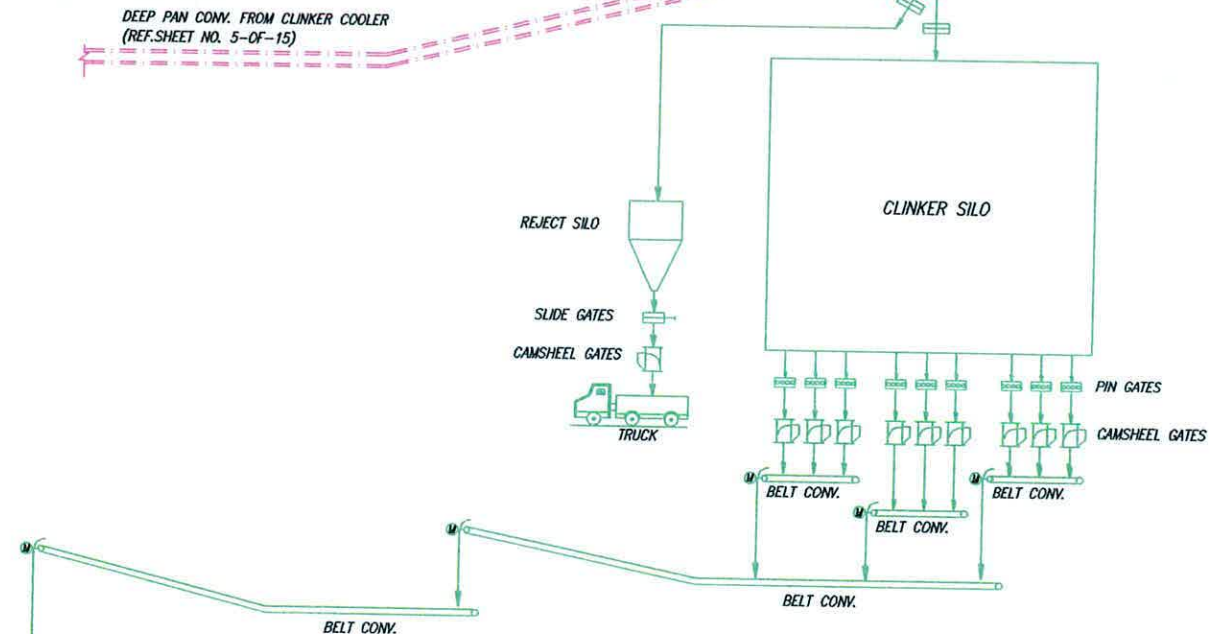 DEEP PAN CONV. FROM CLINKER COOLER
(REF.SHEET NO. 5-OF-15)
CLINKER SILO
REJECT SILO
SLIDE GATES
CAMSHEEL GATES
PIN GATES
TRUCK
CAMSHEEL GATES
M
BELT CONV.
M
BELT CONV.
M
BELT CONV.
M
M
BELT CONV.
BELT CONV.